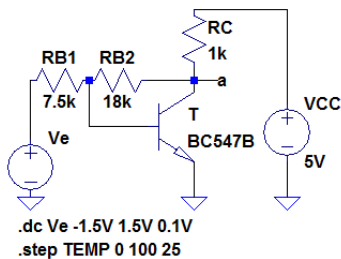 RC
1k
RB1
RB2
a
7.5k
18k
T
VCC
Ve
BC547B
5V
.dc Ve -1.5V 1.5V 0.1V
.step TEMP 0 100 25